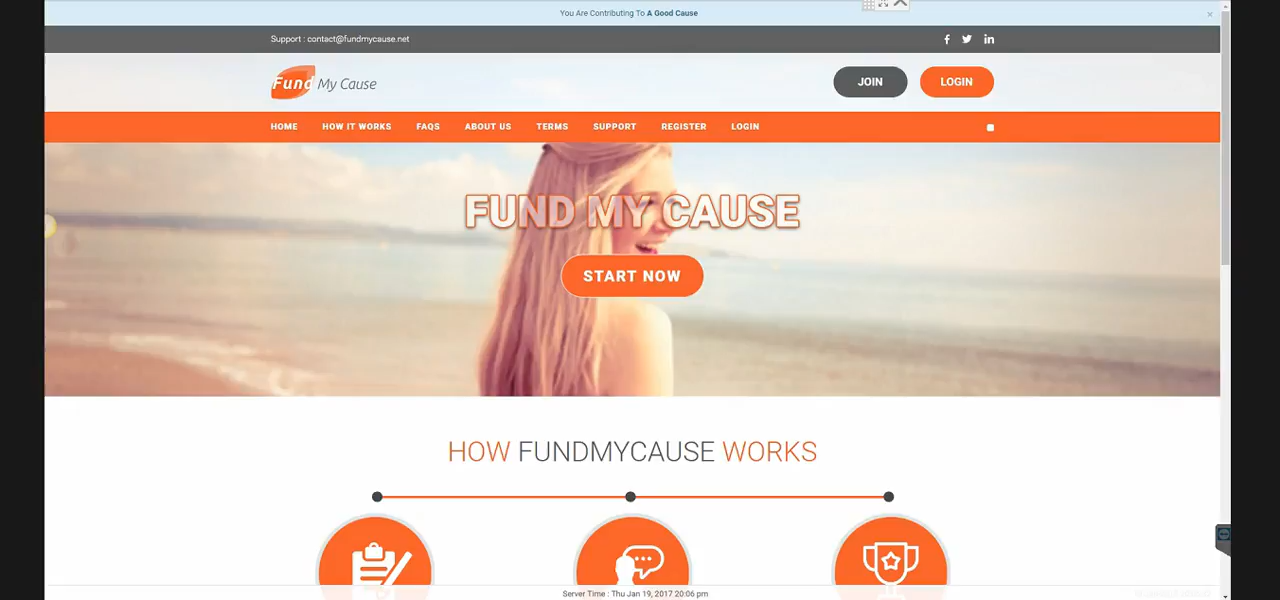 You Are Contributing To A Good Cause
×
Support : contact@fundmycause.net
Fund My Cause
JOIN
LOGIN
HOME
HOW IT WORKS
FAQS
ABOUT US
TERMS
SUPPORT
REGISTER
LOGIN
FUND MY CAUSE
START NOW
HOW FUNDMYCAUSE WORKS
Server Time : Thu Jan 19, 2017 20:06 pm